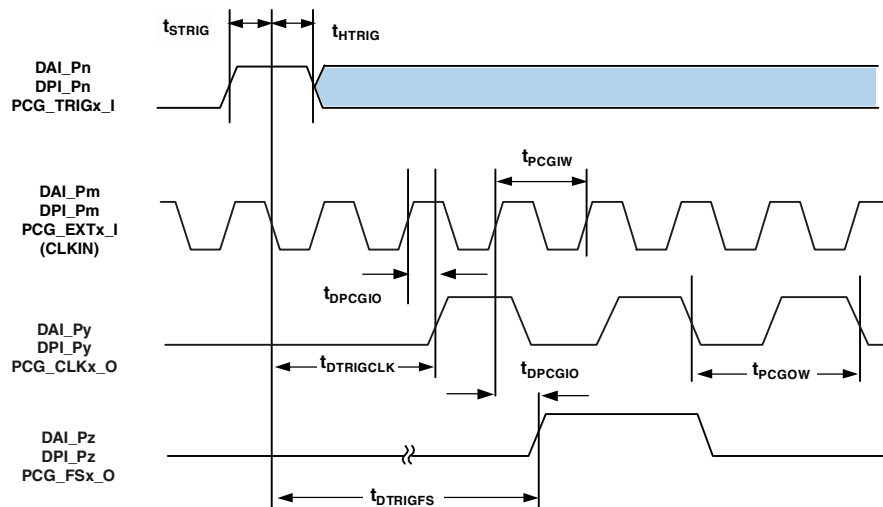 tSTRIG
tHTRIG
DAI_Pn
DPI_Pn
PCG_TRIGx_I
tPCGIW
DAI_Pm
DPI_Pm
PCG_EXTx_I
(CLKIN)
tDPCGIO
DAI_Py
DPI_Py
PCG_CLKx_O
tDTRIGCLK
tDPCGIO
tPCGOW
DAI_Pz
DPI_Pz
PCG_FSx_O
tDTRIGFS